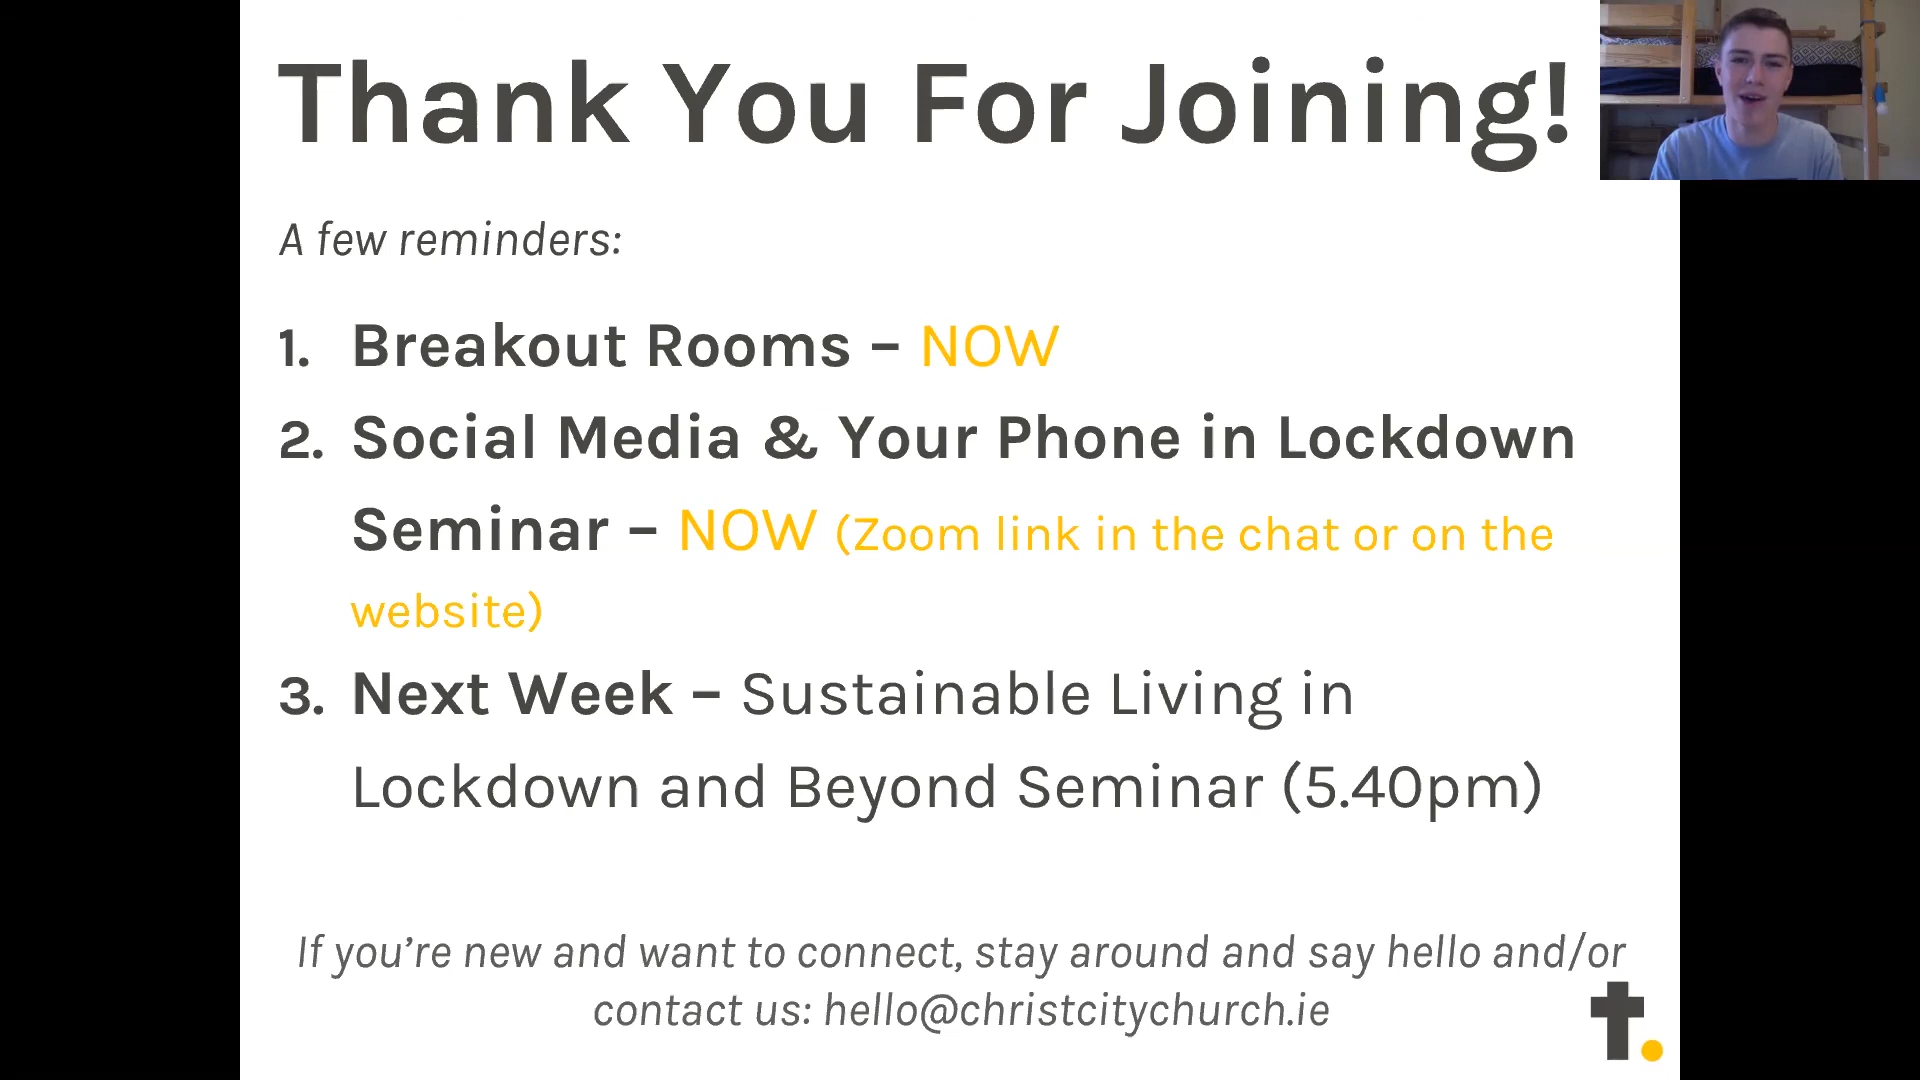 Thank You For Joining!
A few reminders:
1. Breakout Rooms – NOW
2. Social Media & Your Phone in Lockdown
Seminar – NOW (Zoom link in the chat or on the
website)
3. Next Week – Sustainable Living in
Lockdown and Beyond Seminar (5.40pm)
If you’re new and want to connect, stay around and say hello and/or
contact us: hello@christcitychurch.ie